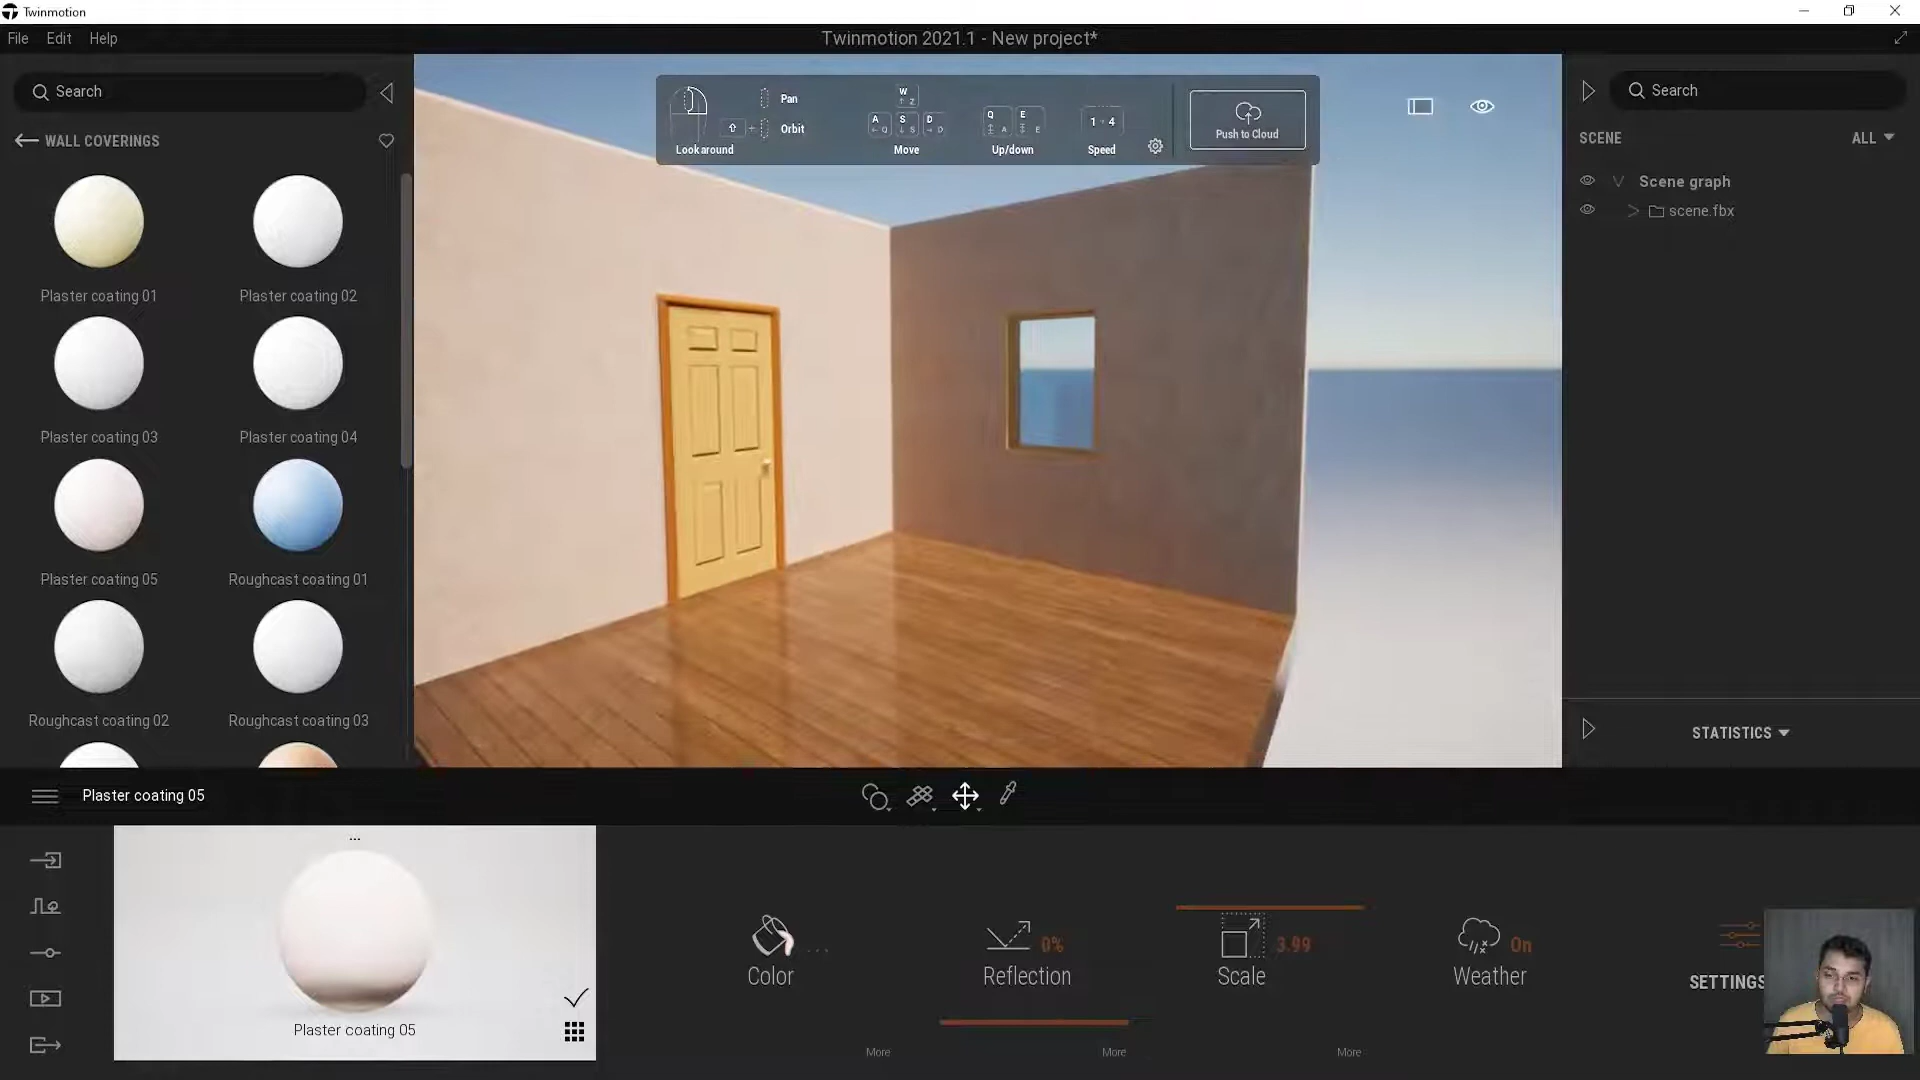 Twinmotion
File Edit Help
Twinmotion 2021.1 - New project*
Search
WALL COVERINGS
Plaster coating 01
Plaster coating 02
Plaster coating 03
Plaster coating 04
Plaster coating 05
Roughcast coating 01
Roughcast coating 02
Roughcast coating 03
Look around
Pan
Orbit
W
Z
A Q S S D D
Move
Q A E E
Up/down
1 - 4
Speed
Push to Cloud
Search
SCENE
ALL
Scene graph
scene.fbx
STATISTICS
Plaster coating 05
...
Plaster coating 05
Color ...
More
Reflection 0%
More
Scale 3.99
More
Weather On
SETTINGS